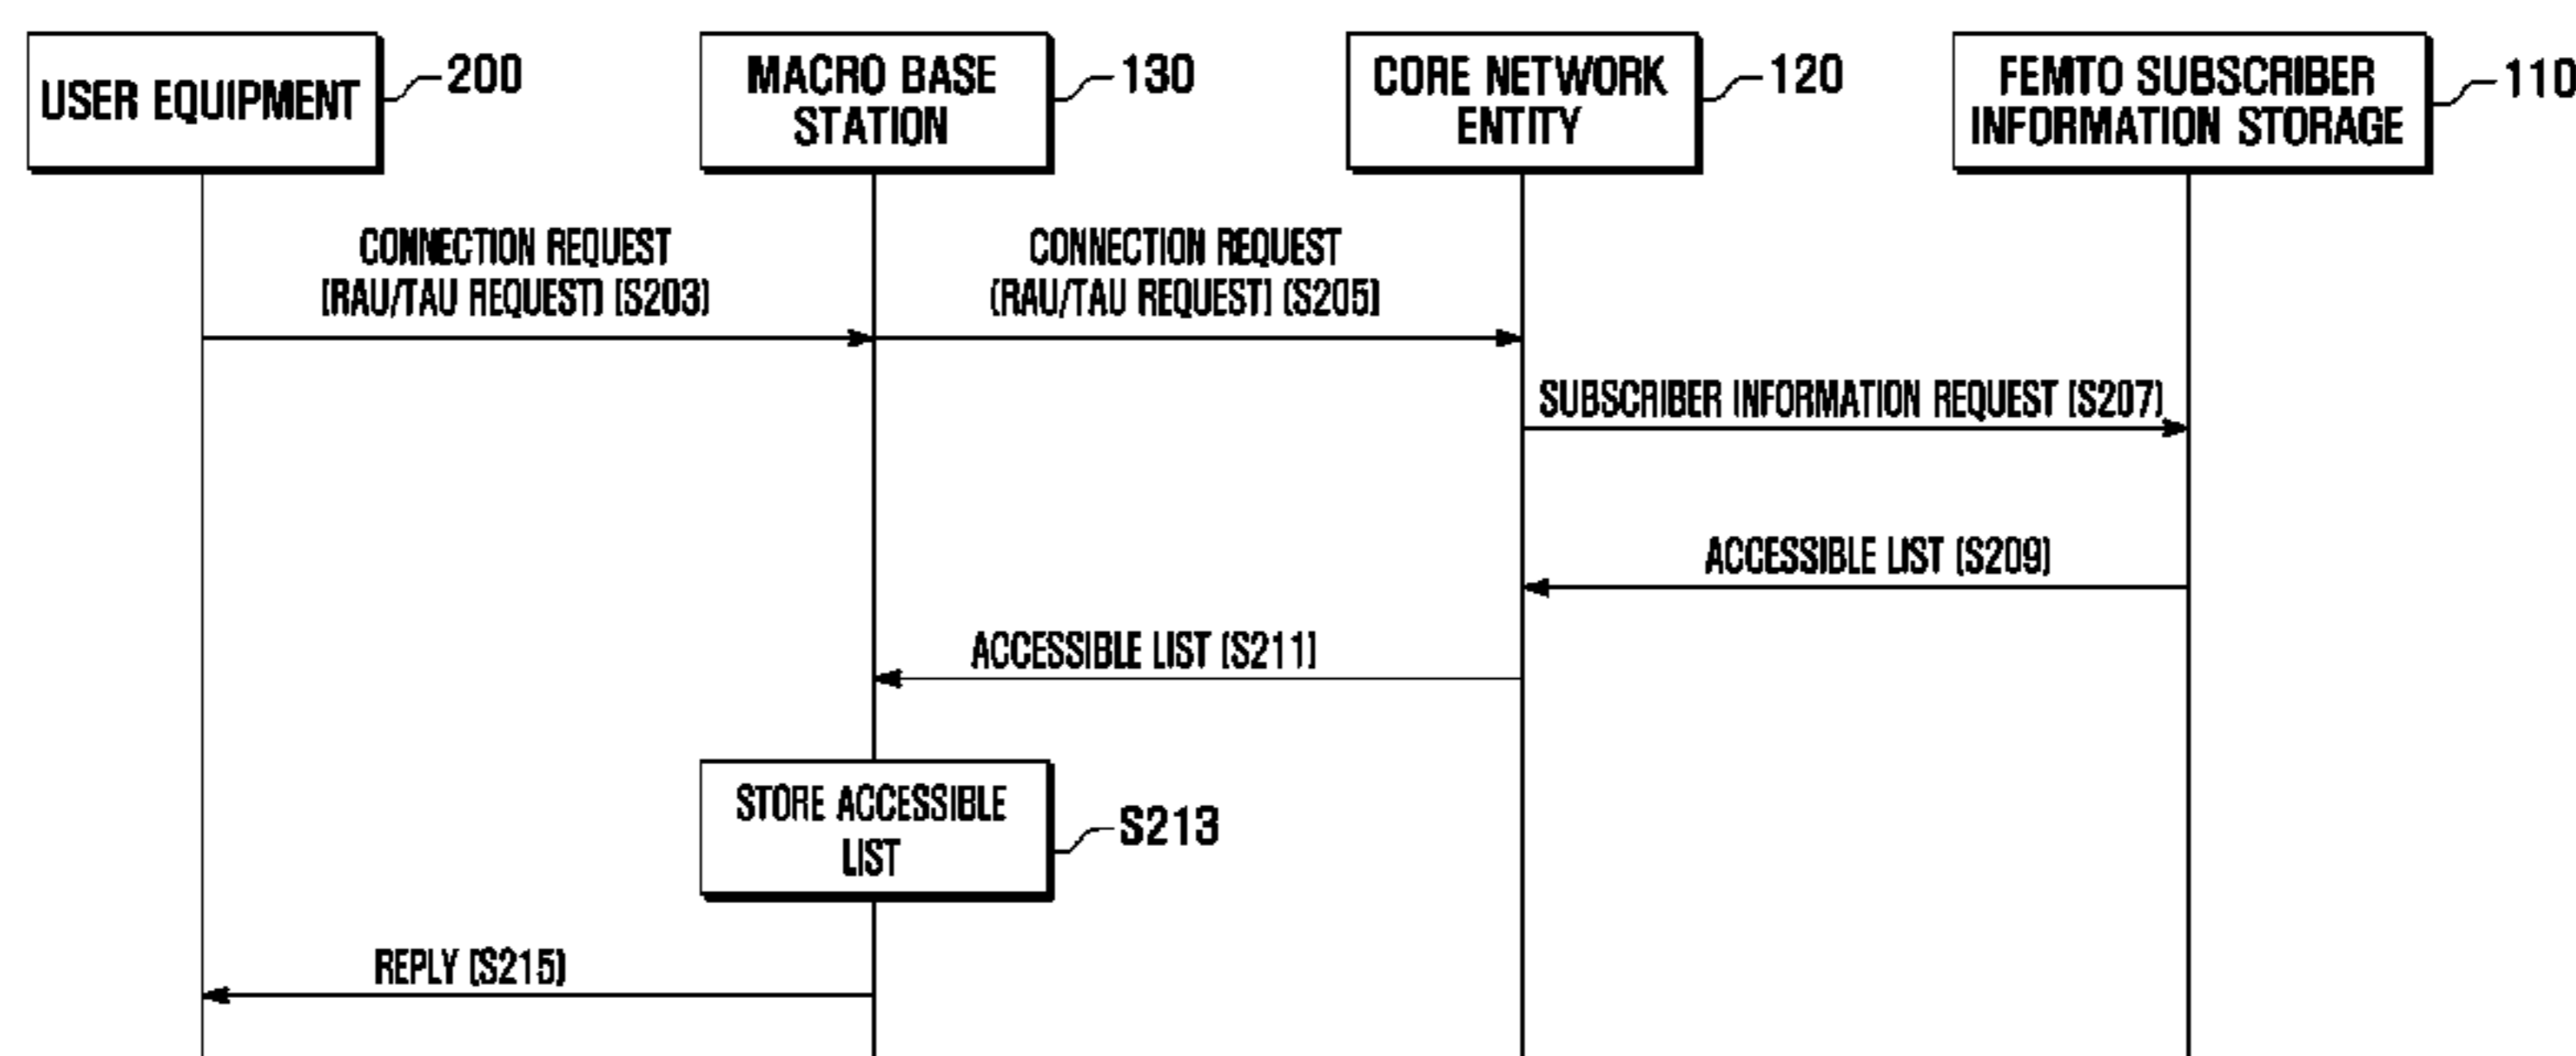 USER EQUIPMENT
200
MACRO BASE
STATION
130
CORE NETWORK
ENTITY
120
FEMTO SUBSCRIBER
INFORMATION STORAGE
110
CONNECTION REQUEST
(RAU/TAU REQUEST) (S203)
CONNECTION REQUEST
(RAU/TAU REQUEST) (S205)
SUBSCRIBER INFORMATION REQUEST (S207)
ACCESSIBLE LIST (S209)
ACCESSIBLE LIST (S211)
STORE ACCESSIBLE
LIST
S213
REPLY (S215)